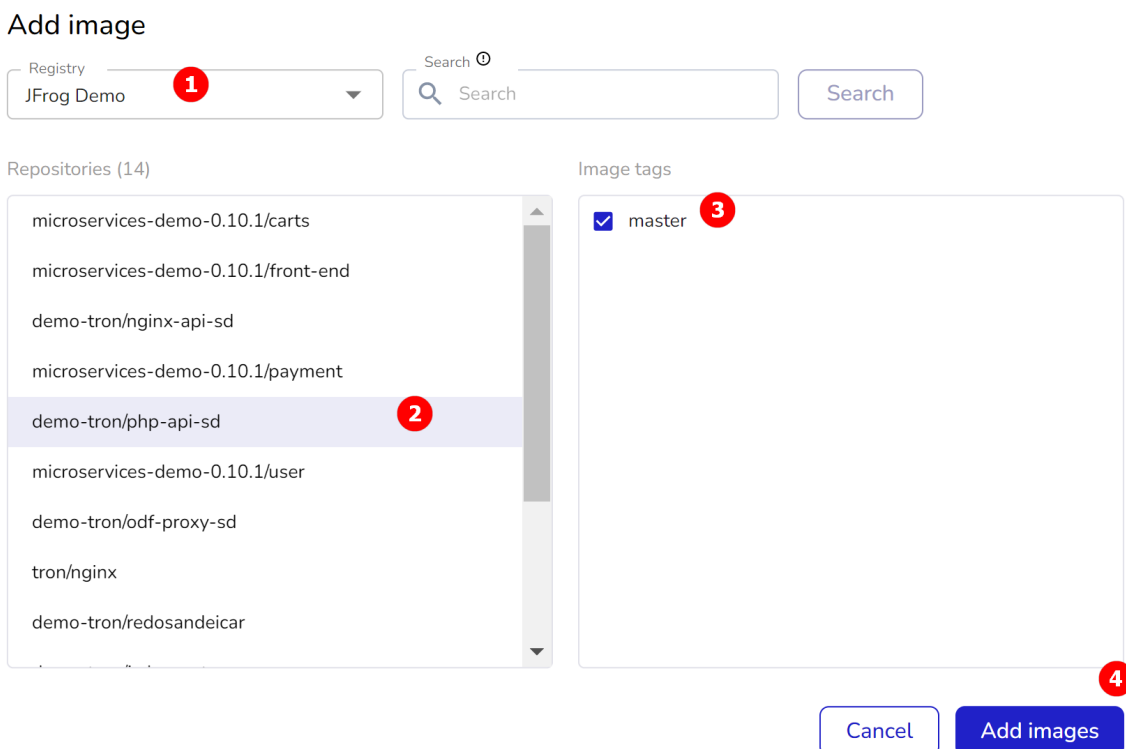 Add image
Registry
JFrog Demo
1
Search
Search
Search
Repositories (14)
microservices-demo-0.10.1/carts
microservices-demo-0.10.1/front-end
demo-tron/nginx-api-sd
microservices-demo-0.10.1/payment
demo-tron/php-api-sd
2
microservices-demo-0.10.1/user
demo-tron/odf-proxy-sd
tron/nginx
demo-tron/redosandeicar
Image tags
master
3
4
Cancel
Add images